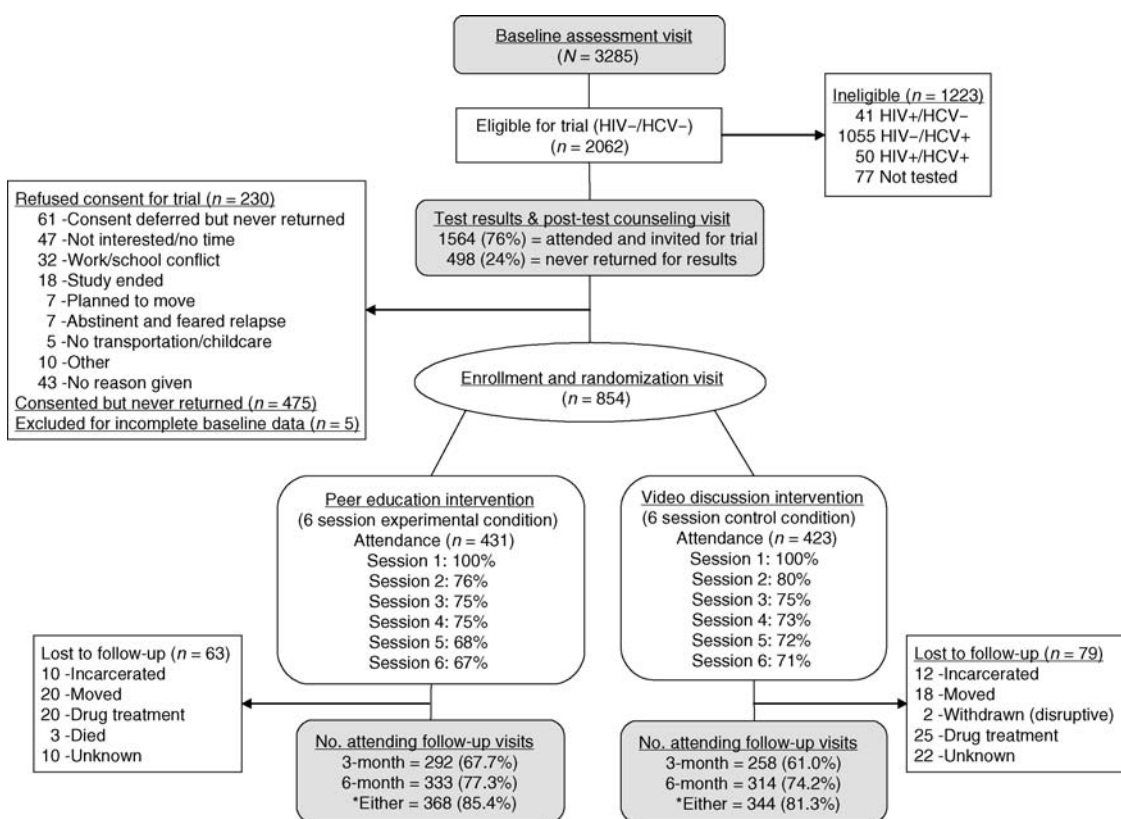 Baseline assessment visit
(N = 3285)
Ineligible (n = 1223)
41 HIV+/HCV−
1055 HIV−/HCV+
50 HIV+/HCV+
77 Not tested
Eligible for trial (HIV−/HCV−)
(n = 2062)
Refused consent for trial (n = 230)
61 -Consent deferred but never returned
47 -Not interested/no time
32 -Work/school conflict
18 -Study ended
7 -Planned to move
7 -Abstinent and feared relapse
5 -No transportation/childcare
10 -Other
43 -No reason given
Consented but never returned (n = 475)
Excluded for incomplete baseline data (n = 5)
Test results & post-test counseling visit
1564 (76%) = attended and invited for trial
498 (24%) = never returned for results
Enrollment and randomization visit
(n = 854)
Peer education intervention
(6 session experimental condition)
Attendance (n = 431)
Session 1: 100%
Session 2: 76%
Session 3: 75%
Session 4: 75%
Session 5: 68%
Session 6: 67%
Video discussion intervention
(6 session control condition)
Attendance (n = 423)
Session 1: 100%
Session 2: 80%
Session 3: 75%
Session 4: 73%
Session 5: 72%
Session 6: 71%
Lost to follow-up (n = 63)
10 -Incarcerated
20 -Moved
20 -Drug treatment
3 -Died
10 -Unknown
Lost to follow-up (n = 79)
12 -Incarcerated
18 -Moved
2 -Withdrawn (disruptive)
25 -Drug treatment
22 -Unknown
No. attending follow-up visits
3-month = 292 (67.7%)
6-month = 333 (77.3%)
*Either = 368 (85.4%)
No. attending follow-up visits
3-month = 258 (61.0%)
6-month = 314 (74.2%)
*Either = 344 (81.3%)